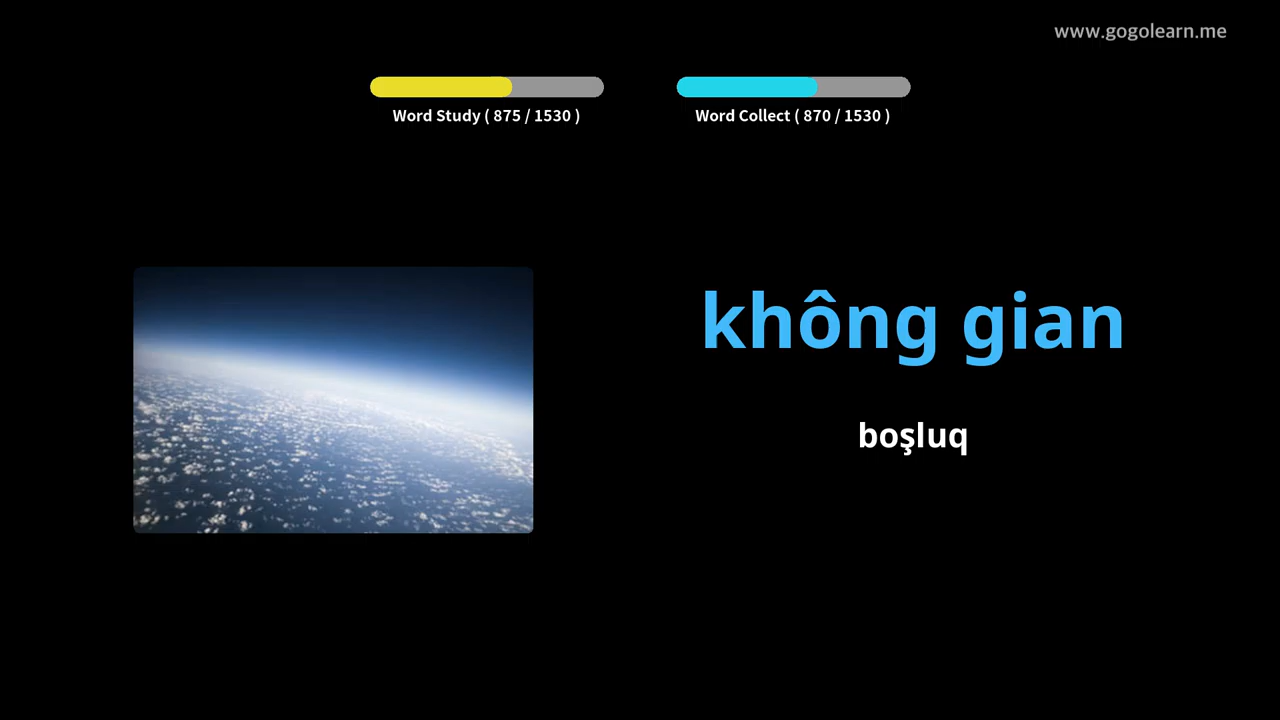 www.gogolearn.me
Word Study ( 875 / 1530 )
Word Collect ( 870 / 1530 )
không gian
boşluq